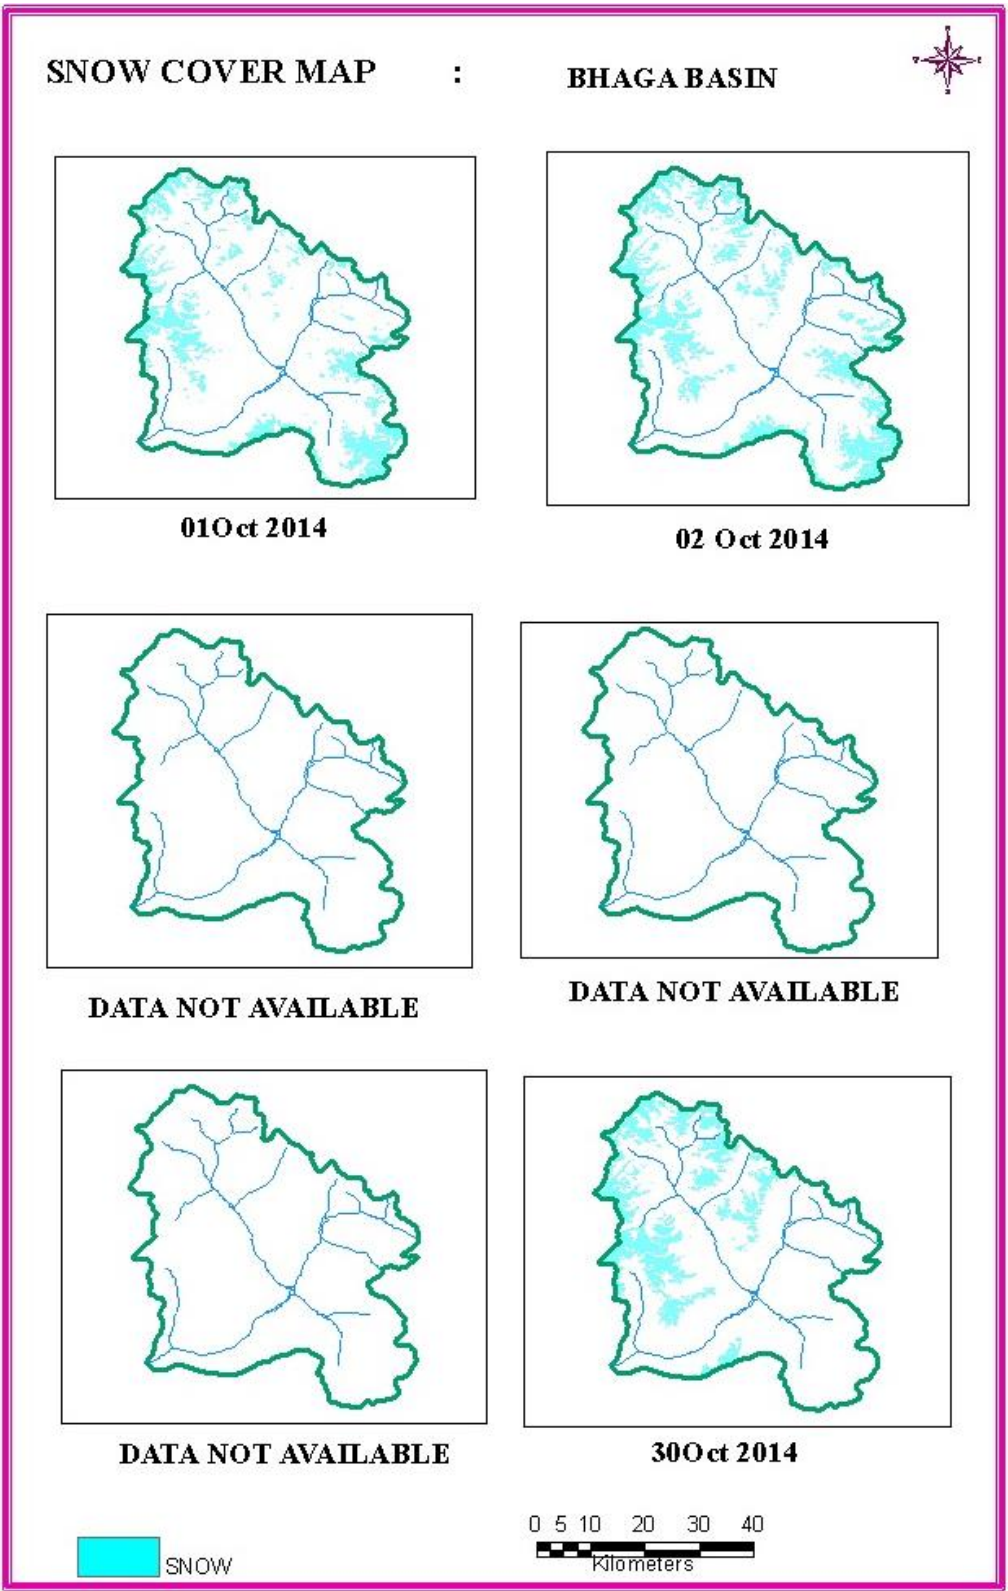 SNOW COVER MAP : BHAGA BASIN
01Oct 2014
02 Oct 2014
DATA NOT AVAILABLE
DATA NOT AVAILABLE
DATA NOT AVAILABLE
30Oct 2014
SNOW
0 5 10 20 30 40
Kilometers